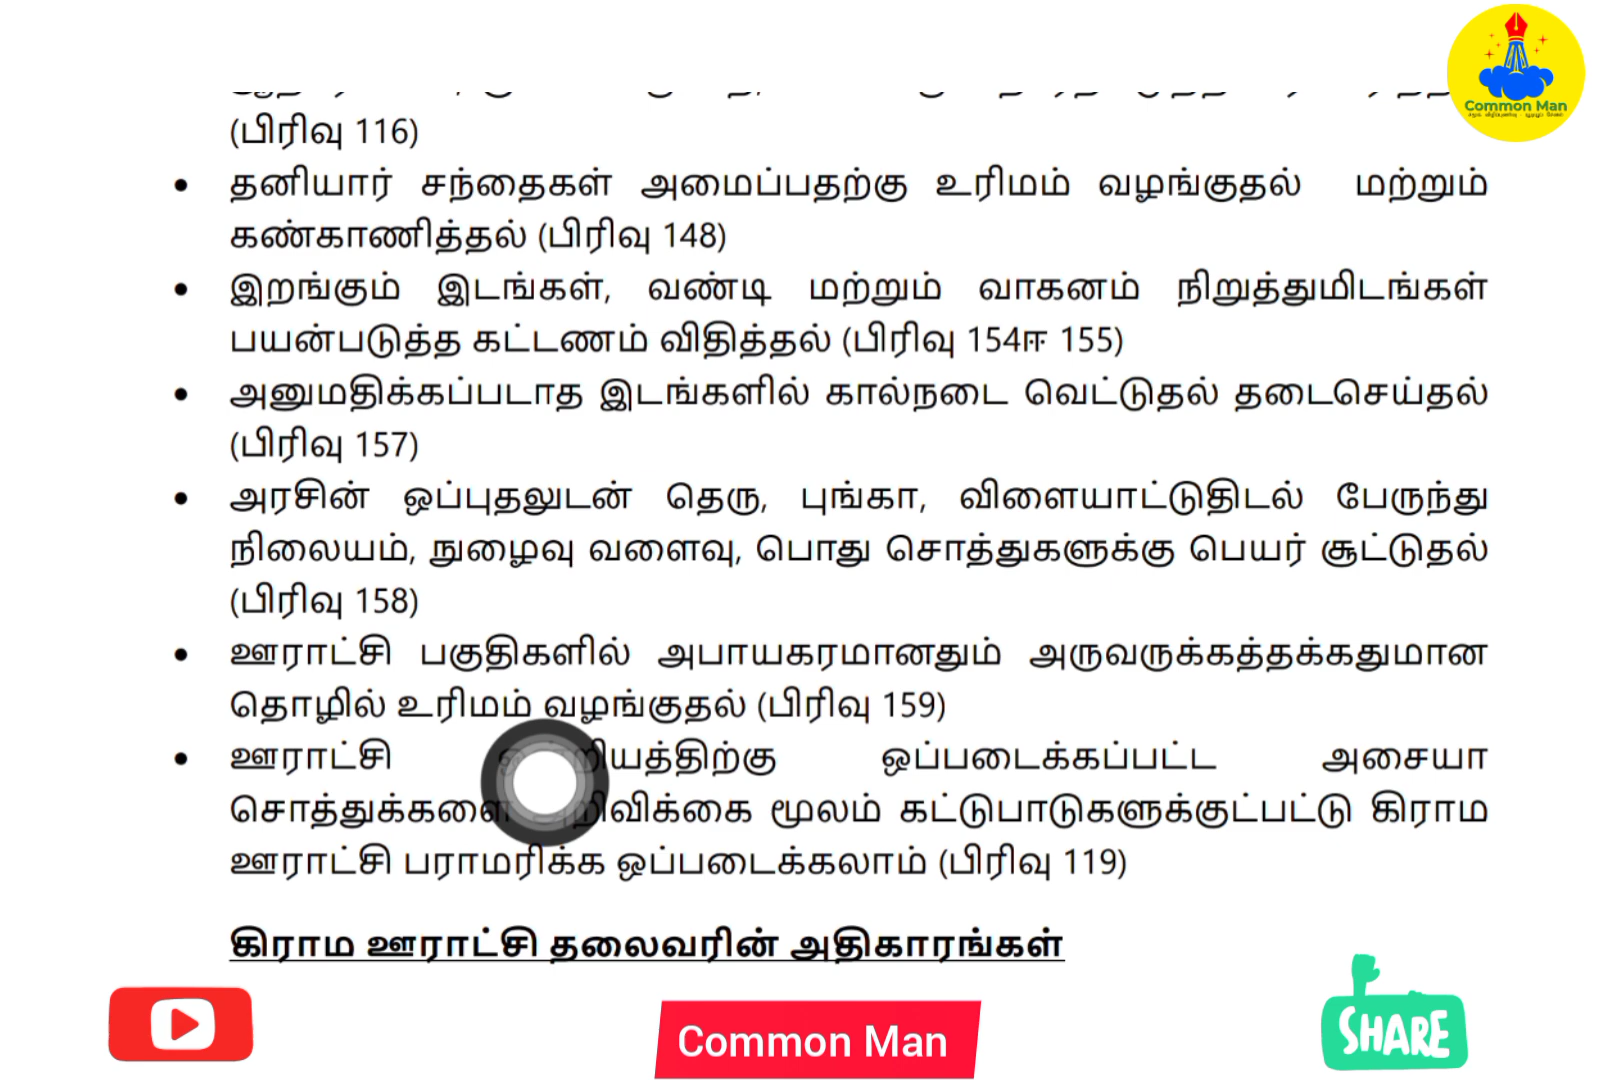 (பிரிவு 116)
• தனியார் சந்தைகள் அமைப்பதற்கு உரிமம் வழங்குதல் மற்றும்
கண்காணித்தல் (பிரிவு 148)
• இறங்கும் இடங்கள், வண்டி மற்றும் வாகனம் நிறுத்துமிடங்கள்
பயன்படுத்த கட்டணம் விதித்தல் (பிரிவு 154ஈ 155)
• அனுமதிக்கப்படாத இடங்களில் கால்நடை வெட்டுதல் தடைசெய்தல்
(பிரிவு 157)
• அரசின் ஒப்புதலுடன் தெரு, புங்கா, விளையாட்டுதிடல் பேருந்து
நிலையம், நுழைவு வளைவு, பொது சொத்துகளுக்கு பெயர் சூட்டுதல்
(பிரிவு 158)
• ஊராட்சி பகுதிகளில் அபாயகரமானதும் அருவருக்கத்தக்கதுமான
தொழில் உரிமம் வழங்குதல் (பிரிவு 159)
• ஊராட்சி ஒப்படைக்கப்பட்ட அசையா
சொத்துக்களை மூலம் கட்டுபாடுகளுக்குட்பட்டு கிராம
ஊராட்சி பராமரிக்க ஒப்படைக்கலாம் (பிரிவு 119)
கிராம ஊராட்சி தலைவரின் அதிகாரங்கள்
Common Man
Common Man
SHARE